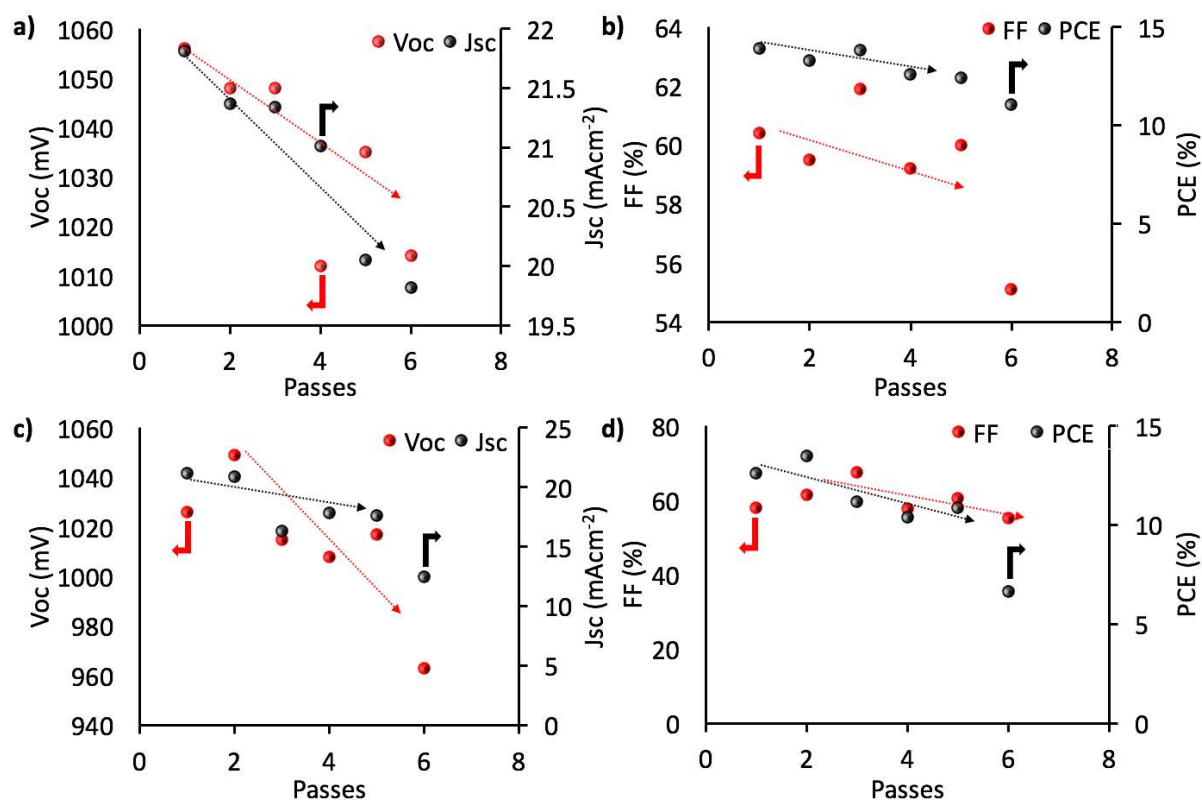 a)
Voc Jsc
1060
1050
1040
1030
1020
1010
1000
Voc (mV)
22
21.5
21
20.5
20
19.5
Jsc (mAcm-2)
0 2 4 6 8
Passes
b)
FF PCE
64
62
60
58
56
54
FF (%)
15
10
5
0
PCE (%)
0 2 4 6 8
Passes
c)
Voc Jsc
1060
1040
1020
1000
980
960
940
Voc (mV)
25
20
15
10
5
0
Jsc (mAcm-2)
0 2 4 6 8
Passes
d)
FF PCE
80
60
40
20
0
FF (%)
15
10
5
0
PCE (%)
0 2 4 6 8
Passes